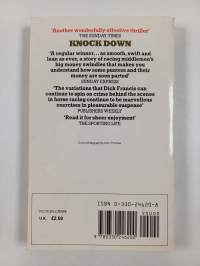 'Another wonderfully effective thriller'
THE SUNDAY TIMES
KNOCK DOWN
'A regular winner... as smooth, swift and
lean as ever, a story of racing middlemen's
big money swindles that makes you
understand how some punters and their
money are soon parted'
SUNDAY EXPRESS
'The variations that Dick Francis can
continue to spin on crime behind the scenes
in horse racing continue to be marvellous
exercises in pleasurable suspense'
PUBLISHERS WEEKLY
'Read it for sheer enjoyment'
THE SPORTING LIFE
U.K. £2.50
ISBN 0-330-24620-8